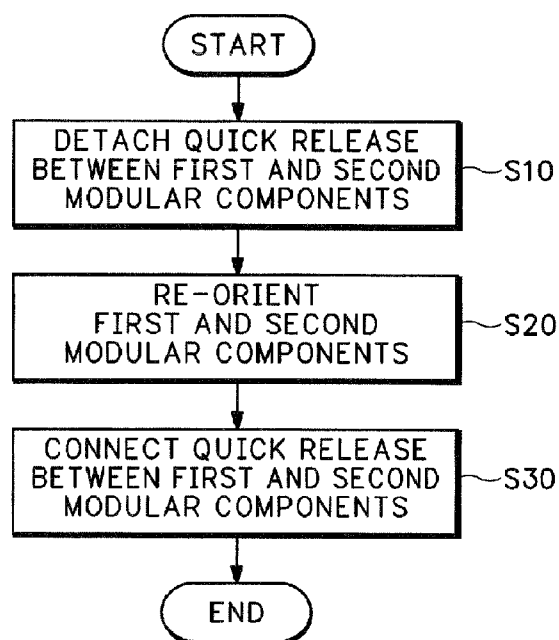 START
DETACH QUICK RELEASE
BETWEEN FIRST AND SECOND
MODULAR COMPONENTS
S10
RE-ORIENT
FIRST AND SECOND
MODULAR COMPONENTS
S20
CONNECT QUICK RELEASE
BETWEEN FIRST AND SECOND
MODULAR COMPONENTS
S30
END